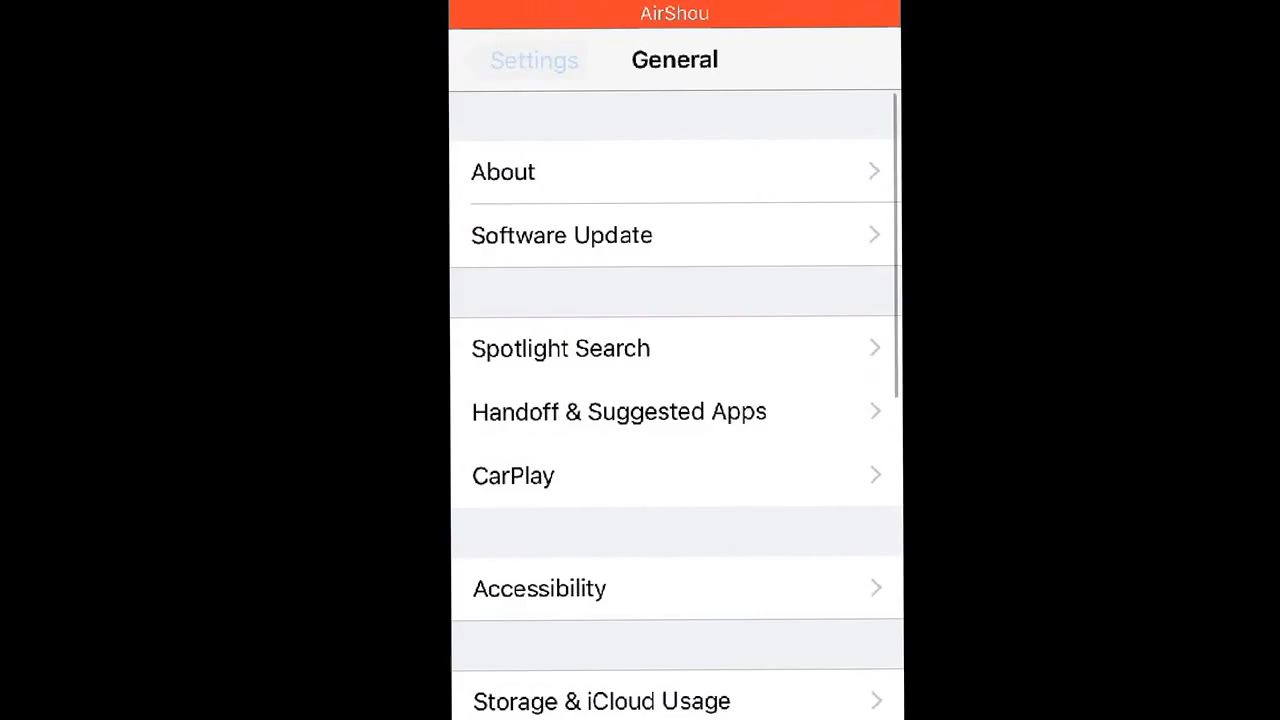 AirShou
Settings
General
About
Software Update
Spotlight Search
Handoff & Suggested Apps
CarPlay
Accessibility
Storage & iCloud Usage